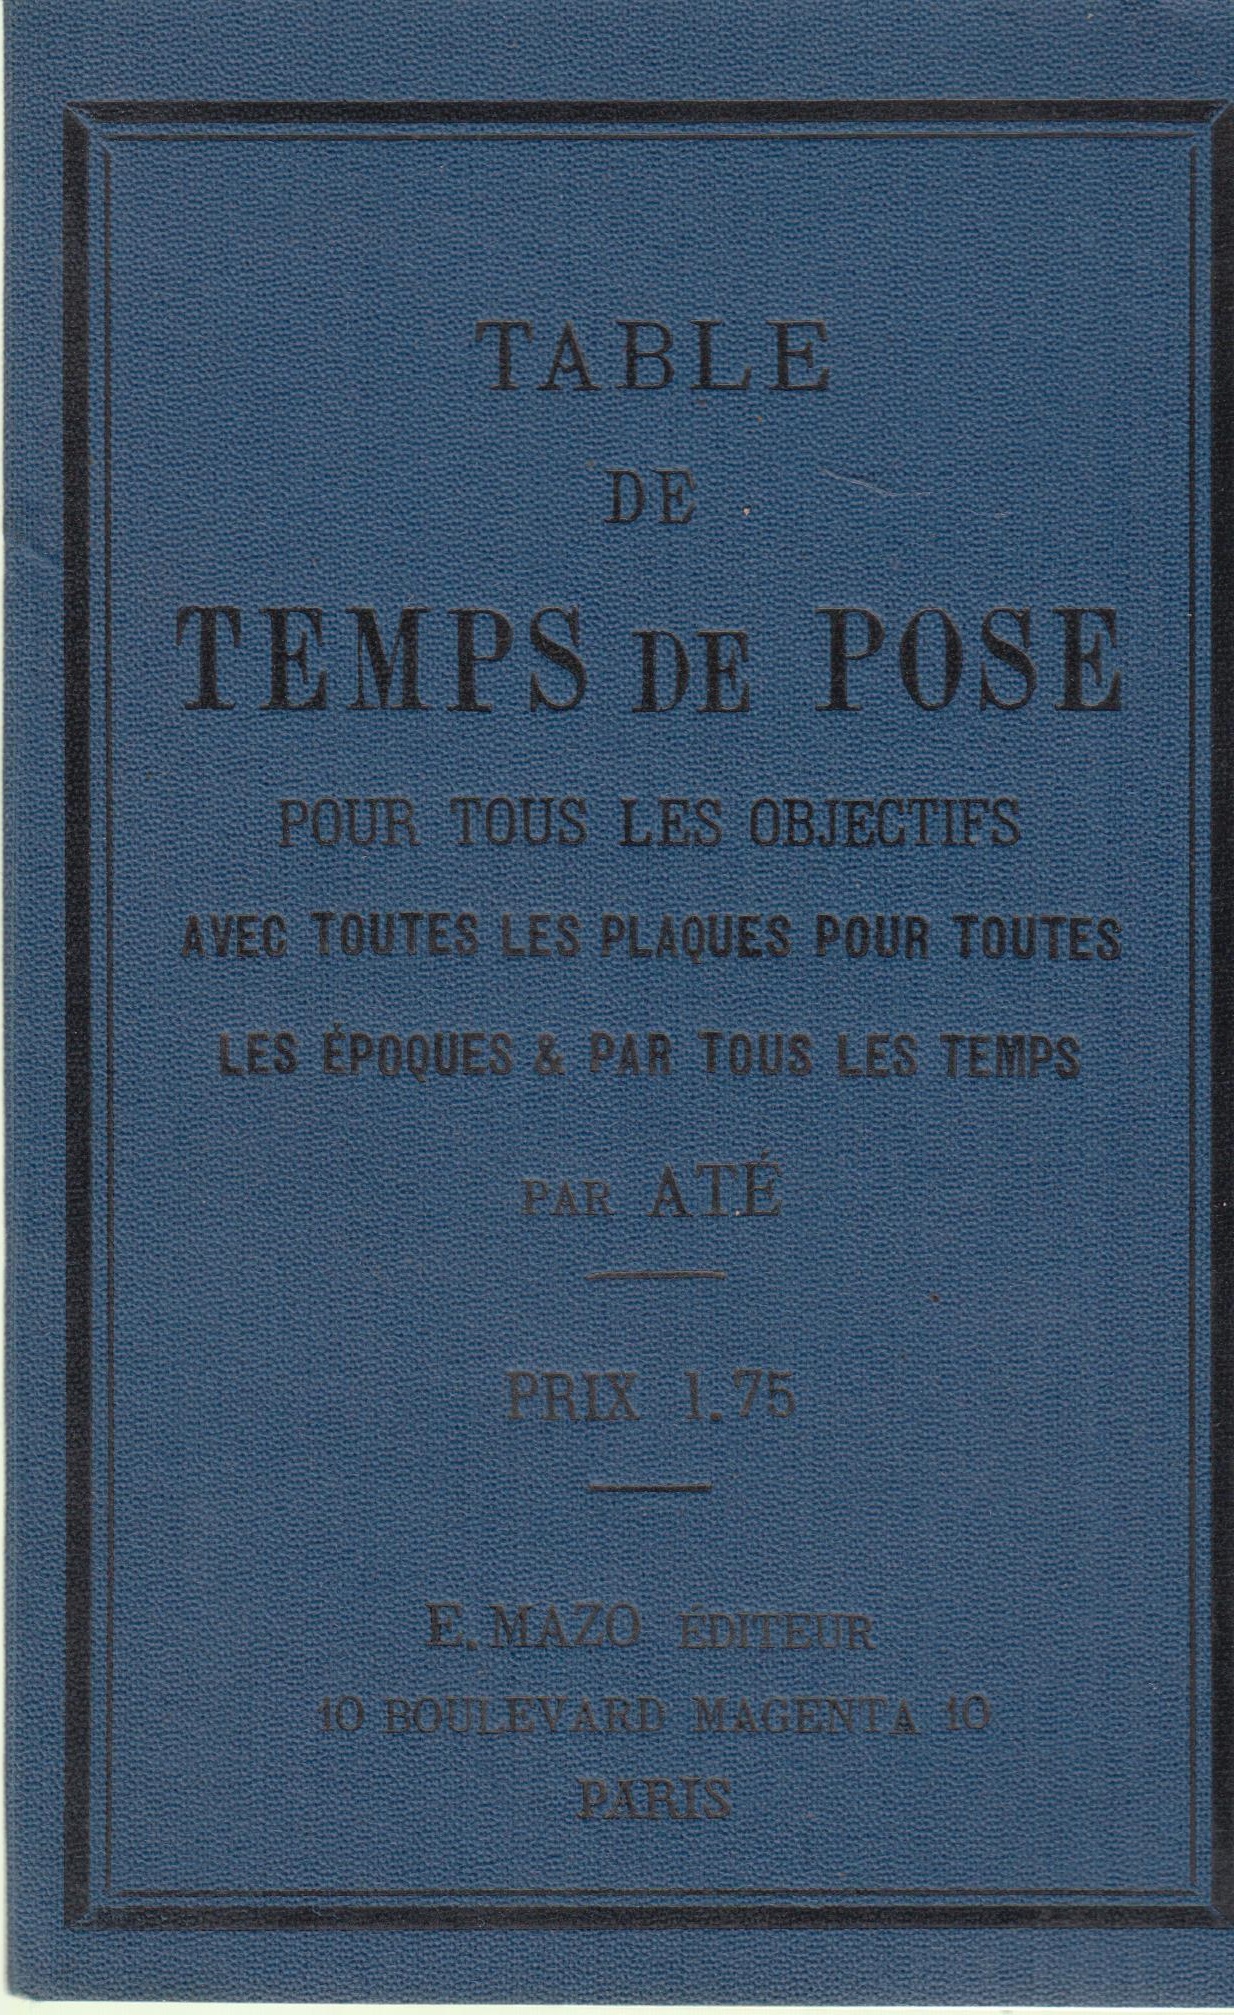 TABLE
DE
TEMPS DE POSE
POUR TOUS LES OBJECTIFS
AVEC TOUTES LES PLAQUES POUR TOUTES
LES ÉPOQUES & PAR TOUS LES TEMPS
PAR ATÉ
PRIX 1.75
E. MAZO ÉDITEUR
10 BOULEVARD MAGENTA 10
PARIS